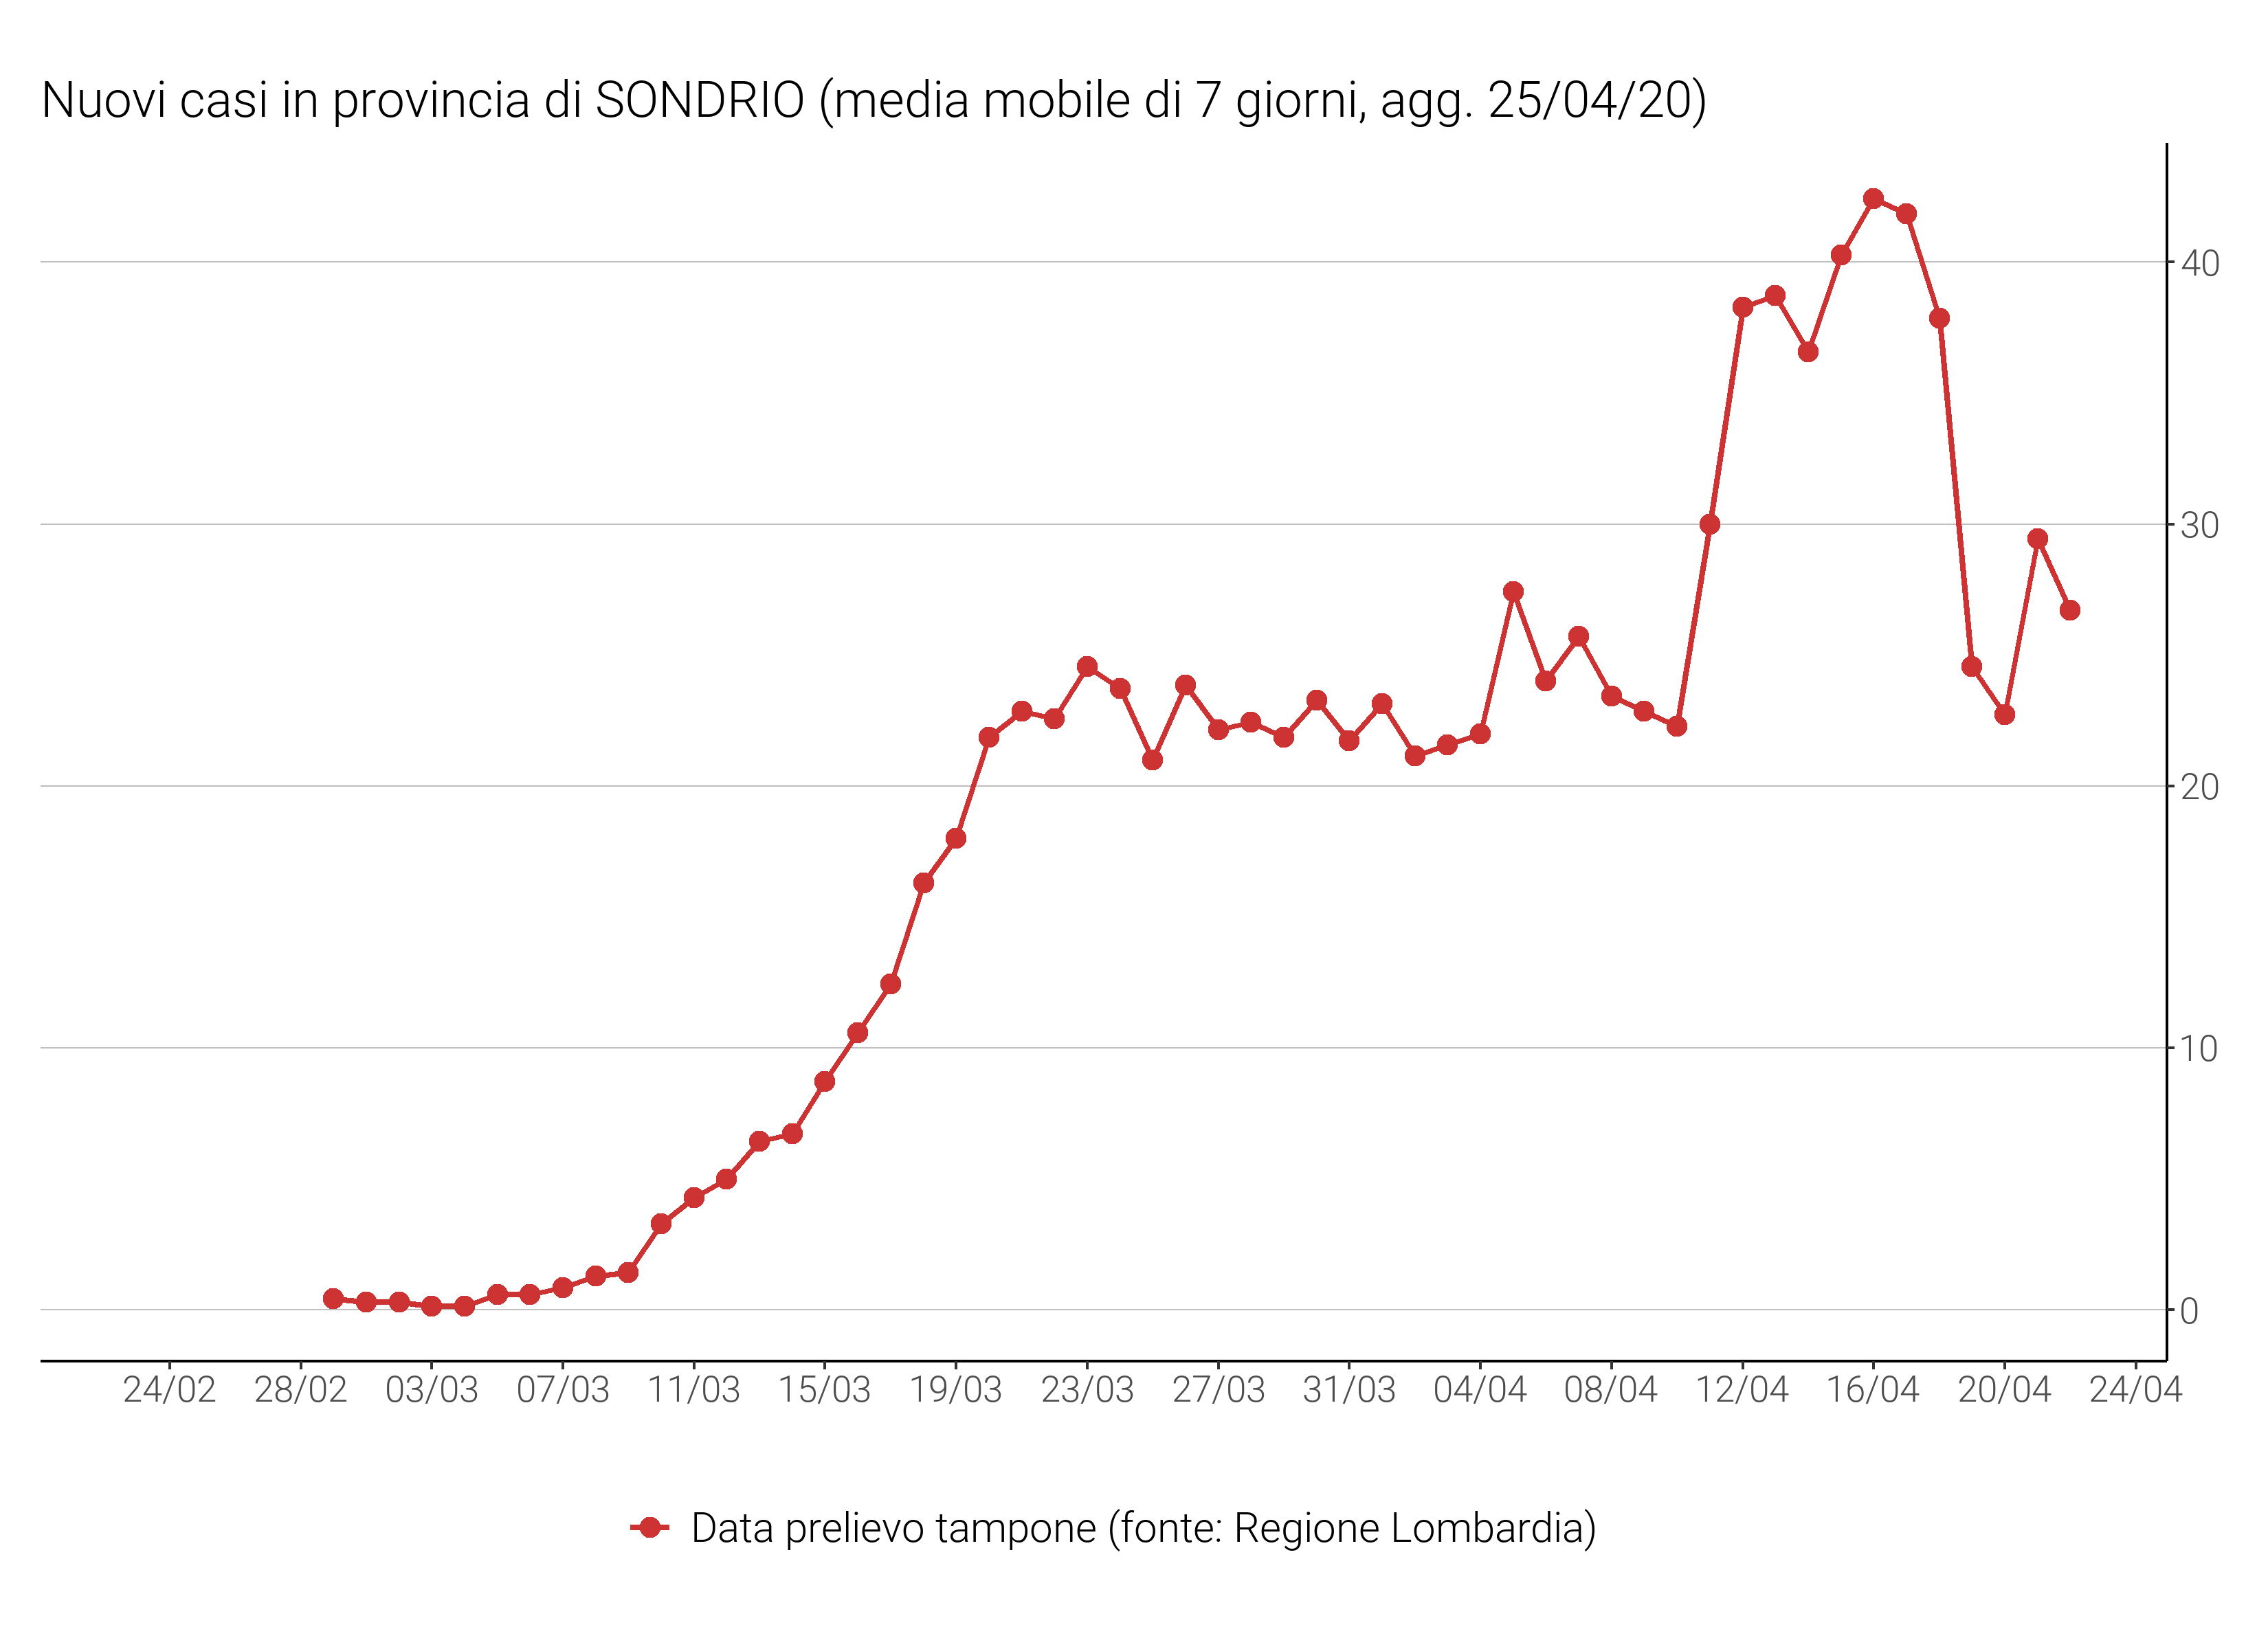 Nuovi casi in provincia di SONDRIO (media mobile di 7 giorni, agg. 25/04/20)
40
30
20
10
0
24/02 28/02 03/03 07/03 11/03 15/03 19/03 23/03 27/03 31/03 04/04 08/04 12/04 16/04 20/04 24/04
Data prelievo tampone (fonte: Regione Lombardia)